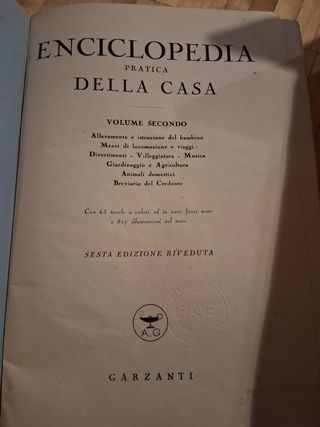 ENCICLOPEDIA
PRATICA
DELLA CASA
VOLUME SECONDO
Allevamento e istruzione del bambino
Mezzi di locomozione e viaggi
Divertimenti - Villeggiatura - Musica
Giardinaggio e Agricoltura
Animali domestici
Breviario del Credente
Con 63 tavole a colori ed in nero fuori testo
e 817 illustrazioni nel testo
SESTA EDIZIONE RIVEDUTA
A.G
SIAE
GARZANTI